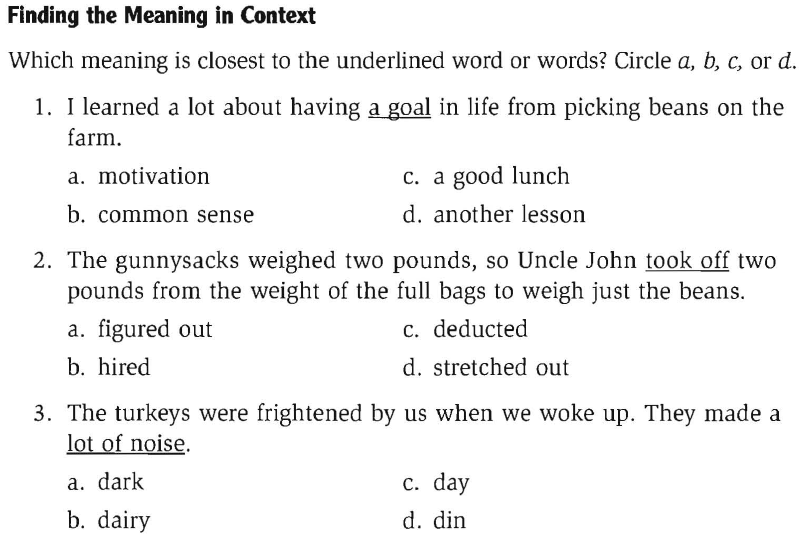 Finding the Meaning in Context
Which meaning is closest to the underlined word or words? Circle a, b, c, or d.
1. I learned a lot about having a goal in life from picking beans on the
farm.
a. motivation c. a good lunch
b. common sense d. another lesson
2. The gunnysacks weighed two pounds, so Uncle John took off two
pounds from the weight of the full bags to weigh just the beans.
a. figured out c. deducted
b. hired d. stretched out
3. The turkeys were frightened by us when we woke up. They made a
lot of noise.
a. dark c. day
b. dairy d. din